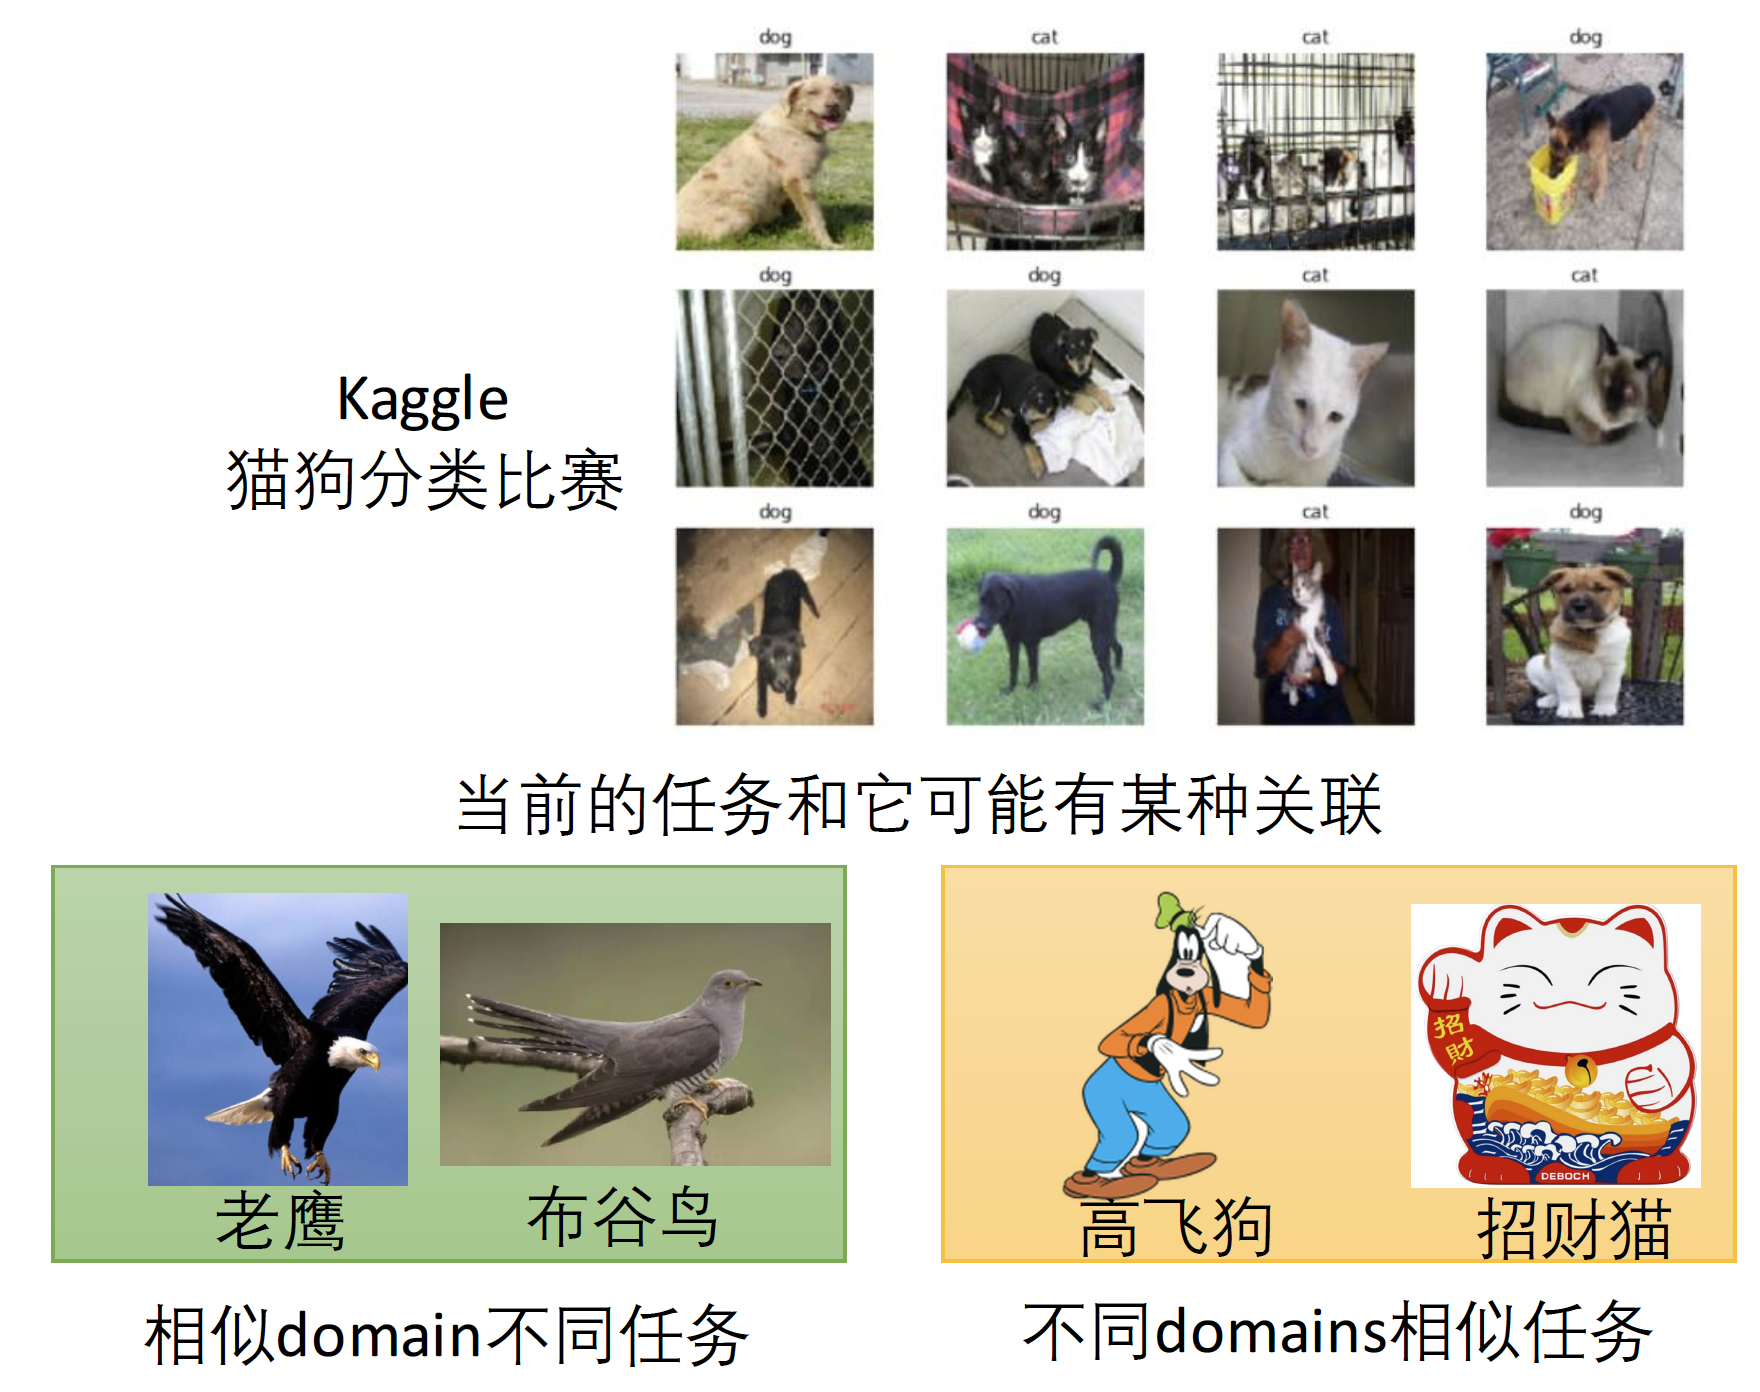 dog cat cat dog
dog dog cat cat
Kaggle
猫狗分类比赛
dog dog cat dog
当前的任务和它可能有某种关联
招
財
DEBOCH
老鹰
布谷鸟
高飞狗
招财猫
相似domain不同任务
不同domains相似任务